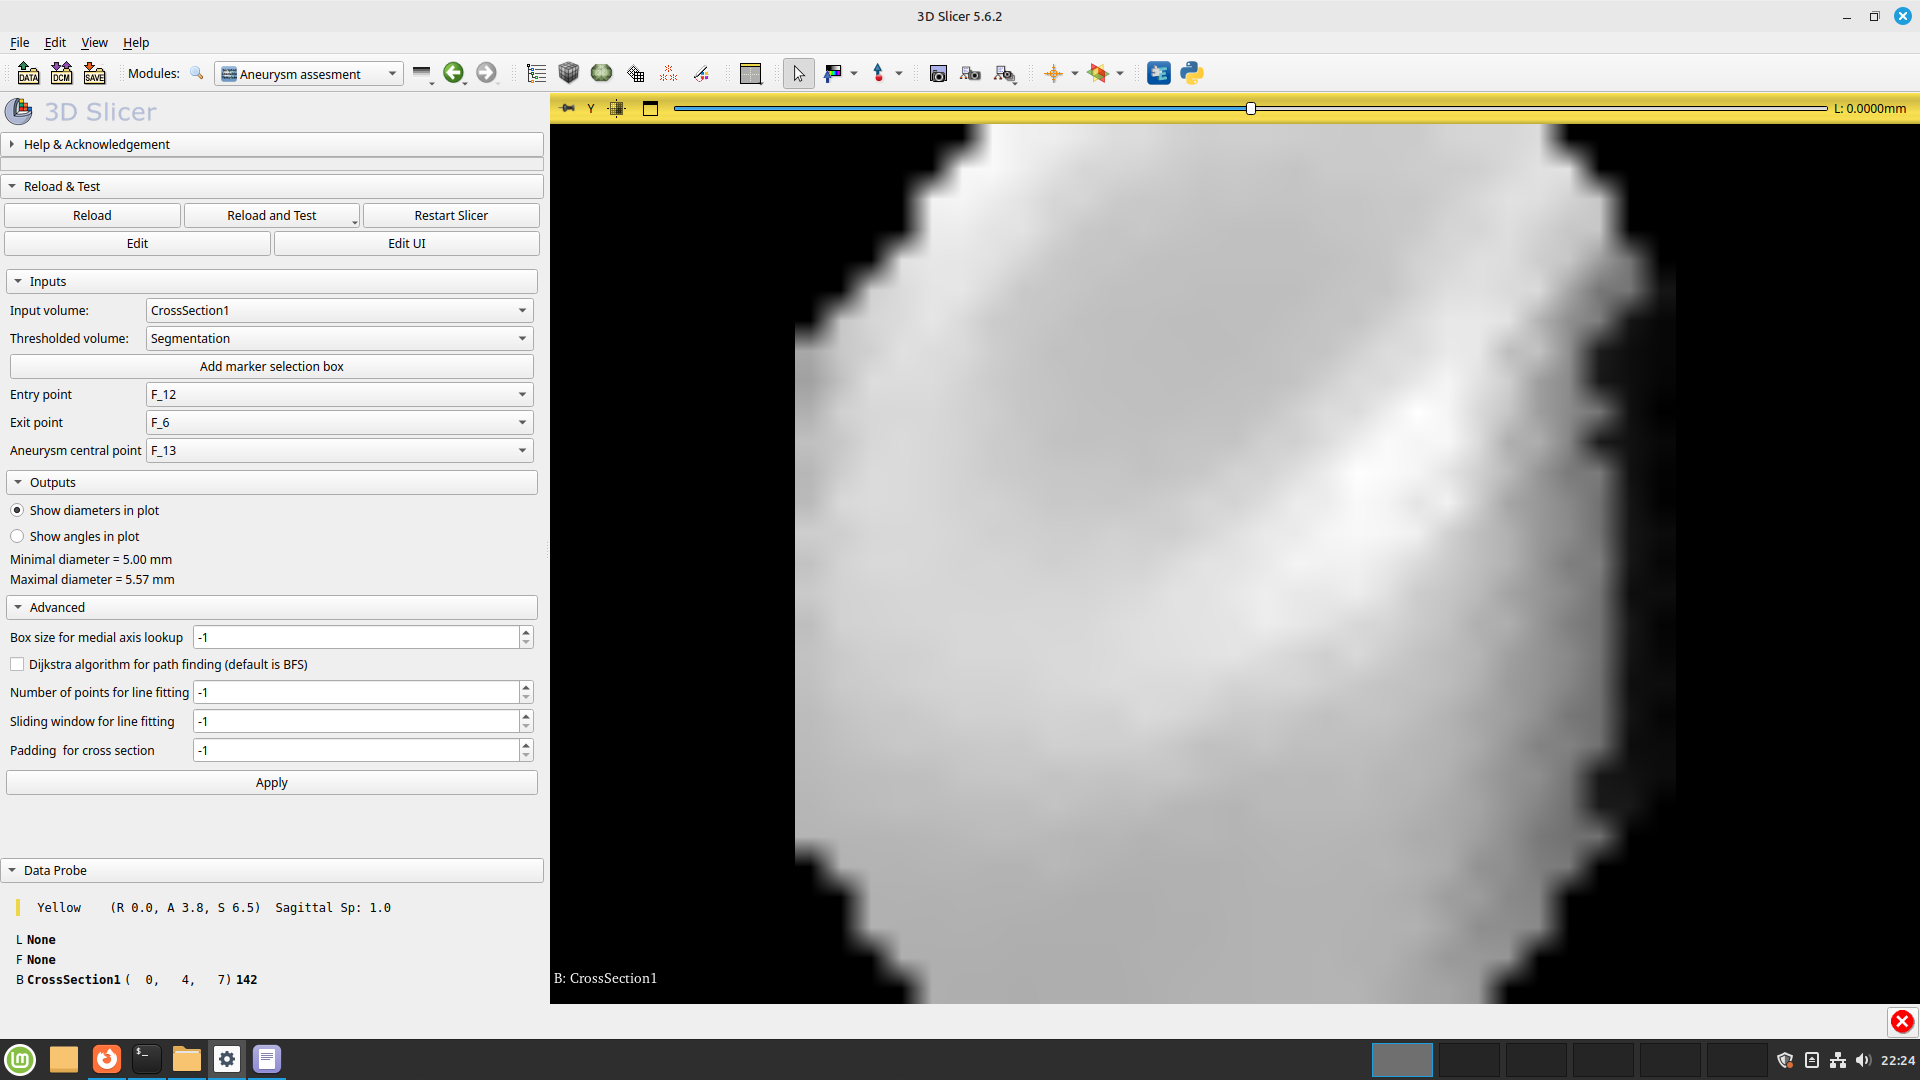 3D Slicer 5.6.2
File Edit View Help
DATA DCM SAVE Modules: Aneurysm assesment
3D Slicer
Y L: 0.0000mm
Help & Acknowledgement
Reload & Test
Reload Reload and Test Restart Slicer
Edit Edit UI
Inputs
Input volume: CrossSection1
Thresholded volume: Segmentation
Add marker selection box
Entry point F_12
Exit point F_6
Aneurysm central point F_13
Outputs
Show diameters in plot
Show angles in plot
Minimal diameter = 5.00 mm
Maximal diameter = 5.57 mm
Advanced
Box size for medial axis lookup -1
Dijkstra algorithm for path finding (default is BFS)
Number of points for line fitting -1
Sliding window for line fitting -1
Padding for cross section -1
Apply
Data Probe
Yellow (R 0.0, A 3.8, S 6.5) Sagittal Sp: 1.0
L None
F None
B CrossSection1 ( 0, 4, 7) 142
B: CrossSection1
22:24